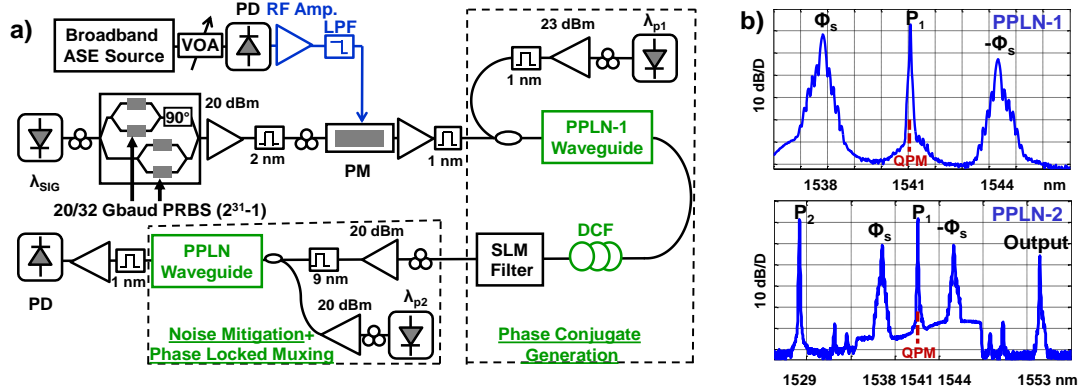 a)
Broadband
ASE Source
VOA
PD
RF Amp.
LPF
23 dBm
λp1
1 nm
90°
20 dBm
2 nm
PM
1 nm
PPLN-1
Waveguide
λSIG
20/32 Gbaud PRBS (2³¹-1)
DCF
SLM
Filter
20 dBm
9 nm
PPLN
Waveguide
1 nm
PD
20 dBm
λp2
Noise Mitigation+
Phase Locked Muxing
Phase Conjugate
Generation
b)
PPLN-1
Φs
P1
-Φs
10 dB/D
QPM
1538 1541 1544 nm
PPLN-2
P2
Φs
P1
-Φs
Output
10 dB/D
QPM
1529 1538 1541 1544 1553 nm